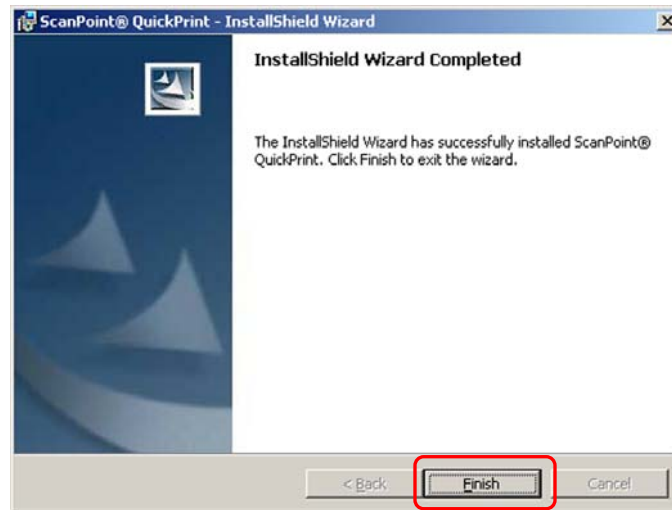 ScanPoint® QuickPrint - InstallShield Wizard
InstallShield Wizard Completed
The InstallShield Wizard has successfully installed ScanPoint®
QuickPrint. Click Finish to exit the wizard.
< Back
Finish
Cancel